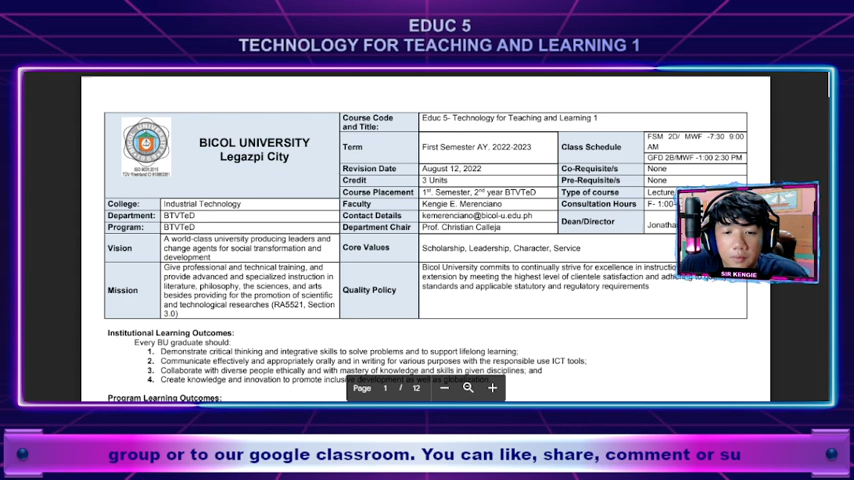 EDUC 5
TECHNOLOGY FOR TEACHING AND LEARNING 1
BICOL UNIVERSITY
Legazpi City
Course Code and Title:
Educ 5- Technology for Teaching and Learning 1
Term
First Semester AY. 2022-2023
Class Schedule
FSM 2D/ MWF -7:30 9:00 AM
GFD 2B/MWF -1:00 2:30 PM
Revision Date
August 12, 2022
Co-Requisite/s
None
Credit
3 Units
Pre-Requisite/s
None
Course Placement
1st. Semester, 2nd year BTVTeD
Type of course
Lecture
College:
Industrial Technology
Faculty
Kengie E. Merenciano
Consultation Hours
F- 1:00-
Department:
BTVTeD
Contact Details
kemerenciano@bicol-u.edu.ph
Dean/Director
Jonatha
Program:
BTVTeD
Department Chair
Prof. Christian Calleja
Vision
A world-class university producing leaders and
change agents for social transformation and
development
Core Values
Scholarship, Leadership, Character, Service
Mission
Give professional and technical training, and
provide advanced and specialized instruction in
literature, philosophy, the sciences, and arts
besides providing for the promotion of scientific
and technological researches (RA5521, Section
3.0)
Quality Policy
Bicol University commits to continually strive for excellence in instructio
extension by meeting the highest level of clientele satisfaction and adhering to
standards and applicable statutory and regulatory requirements
SIR KENGIE
Institutional Learning Outcomes:
Every BU graduate should:
1. Demonstrate critical thinking and integrative skills to solve problems and to support lifelong learning;
2. Communicate effectively and appropriately orally and in writing for various purposes with the responsible use ICT tools;
3. Collaborate with diverse people ethically and with mastery of knowledge and skills in given disciplines; and
4. Create knowledge and innovation to promote inclusive development as well as globalization.
Program Learning Outcomes:
Page 1 / 12
group or to our google classroom. You can like, share, comment or su